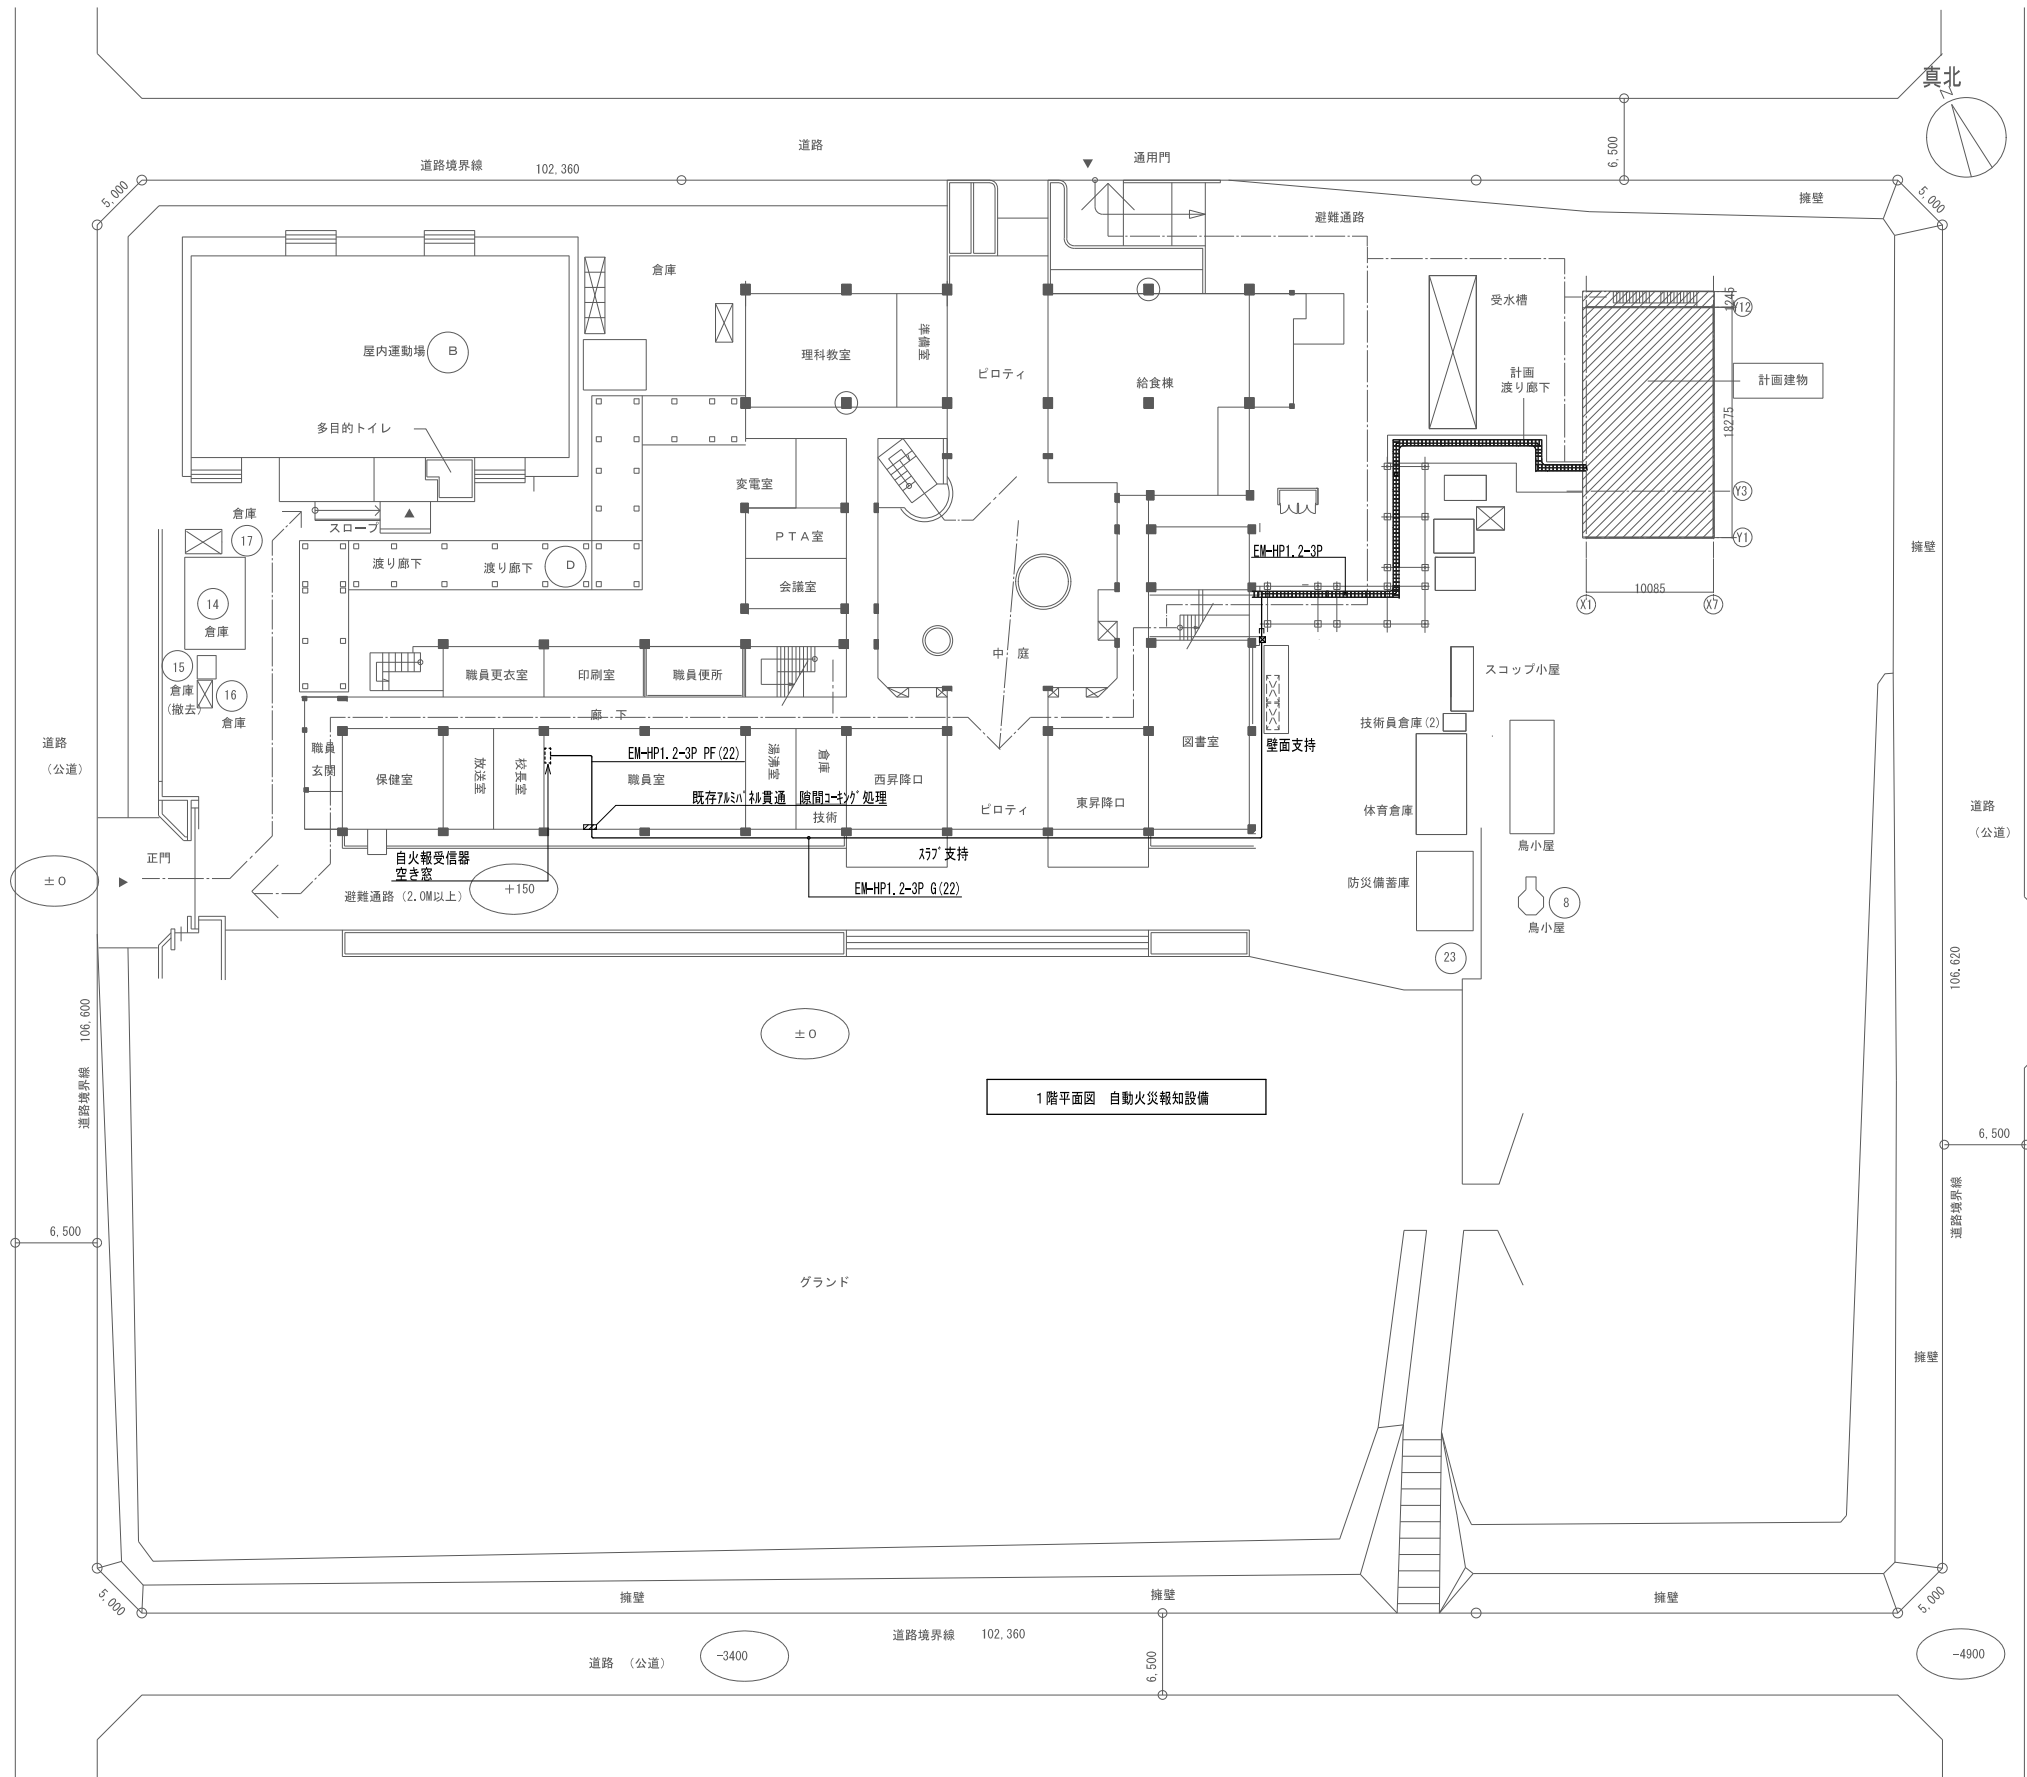 真北
N
道路
通用門
6,500
道路境界線 102,360
5,000
5,000
擁壁
避難通路
倉庫
受水槽
1245
Y12
屋内運動場
B
理科教室
準備室
ピロティ
給食棟
計画
渡り廊下
計画建物
18275
多目的トイレ
変電室
Y3
倉庫
17
スロープ
PTA室
渡り廊下
渡り廊下
D
EM-HP1.2-3P
Y1
擁壁
会議室
10085
X1
X7
14
倉庫
15
倉庫
(撤去)
16
倉庫
中 庭
職員更衣室
印刷室
職員便所
スコップ小屋
廊 下
技術員倉庫(2)
道路
(公道)
職員
玄関
保健室
放送室
校長室
EM-HP1.2-3P PF(22)
職員室
湯沸室
倉庫
西昇降口
図書室
壁面支持
既存ｱﾙﾐﾊﾟﾈﾙ貫通 隙間ｺｰｷﾝｸﾞ処理
技術
ピロティ
東昇降口
体育倉庫
道路
(公道)
鳥小屋
正門
自火報受信器
空き窓
ｽﾗﾌﾞ支持
±0
+150
避難通路(2.0M以上)
EM-HP1.2-3P G(22)
防災備蓄庫
8
鳥小屋
23
106,600
106,620
±0
道路境界線
1階平面図 自動火災報知設備
6,500
道路境界線
6,500
グランド
擁壁
5,000
擁壁
擁壁
擁壁
5,000
道路境界線 102,360
道路 (公道)
-3400
6,500
-4900